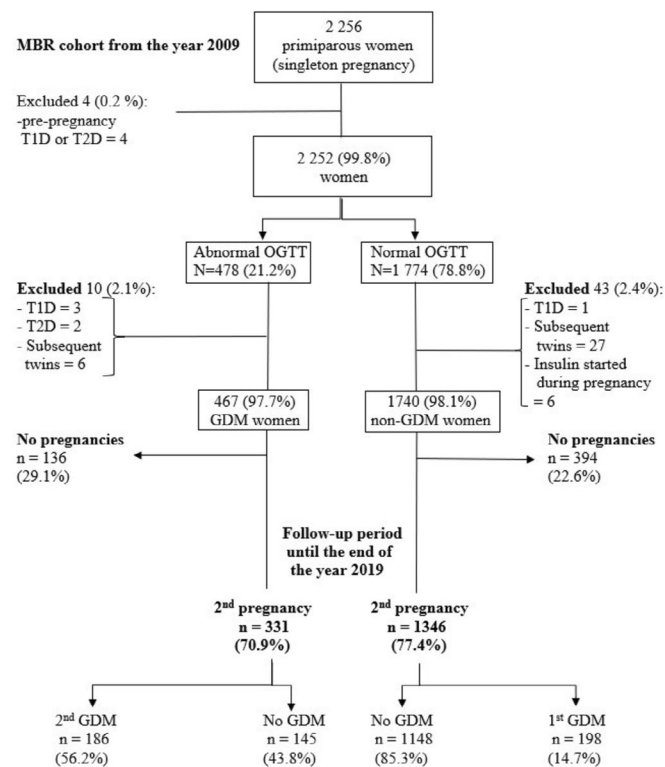 2 256
primiparous women
(singleton pregnancy)
MBR cohort from the year 2009
Excluded 4 (0.2 %):
-pre-pregnancy
T1D or T2D = 4
2 252 (99.8%)
women
Abnormal OGTT
N=478 (21.2%)
Normal OGTT
N=1 774 (78.8%)
Excluded 10 (2.1%):
- T1D = 3
- T2D = 2
- Subsequent
twins = 6
Excluded 43 (2.4%):
- T1D = 1
- Subsequent
twins = 27
- Insulin started
during pregnancy
= 6
467 (97.7%)
GDM women
1740 (98.1%)
non-GDM women
No pregnancies
n = 136
(29.1%)
No pregnancies
n = 394
(22.6%)
Follow-up period
until the end of
the year 2019
2nd pregnancy
n = 331
(70.9%)
2nd pregnancy
n = 1346
(77.4%)
2nd GDM
n = 186
(56.2%)
No GDM
n = 145
(43.8%)
No GDM
n = 1148
(85.3%)
1st GDM
n = 198
(14.7%)